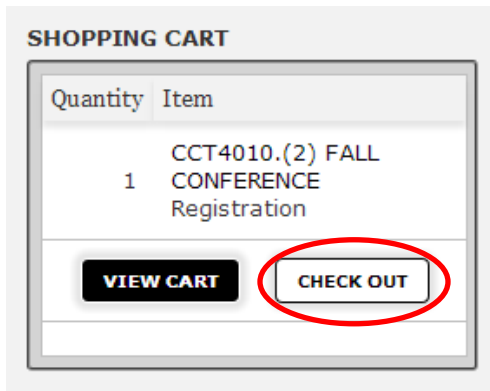 SHOPPING CART
Quantity Item
CCT4010.(2) FALL
1 CONFERENCE
Registration
VIEW CART CHECK OUT